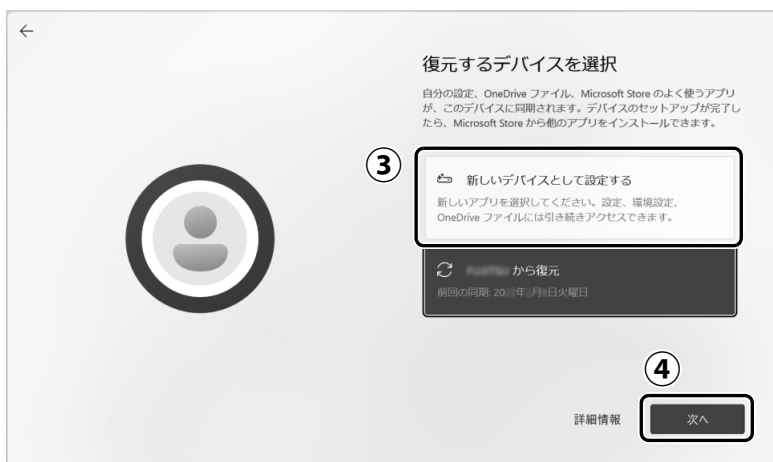 復元するデバイスを選択
自分の設定、OneDrive ファイル、Microsoft Store のよく使うアプリ
が、このデバイスに同期されます。デバイスのセットアップが完了し
たら、Microsoft Store から他のアプリをインストールできます。
③
新しいデバイスとして設定する
新しいアプリを選択してください。設定、環境設定、
OneDrive ファイルには引き続きアクセスできます。
から復元
前回の同期: 20 年 月 日火曜日
④
詳細情報
次へ